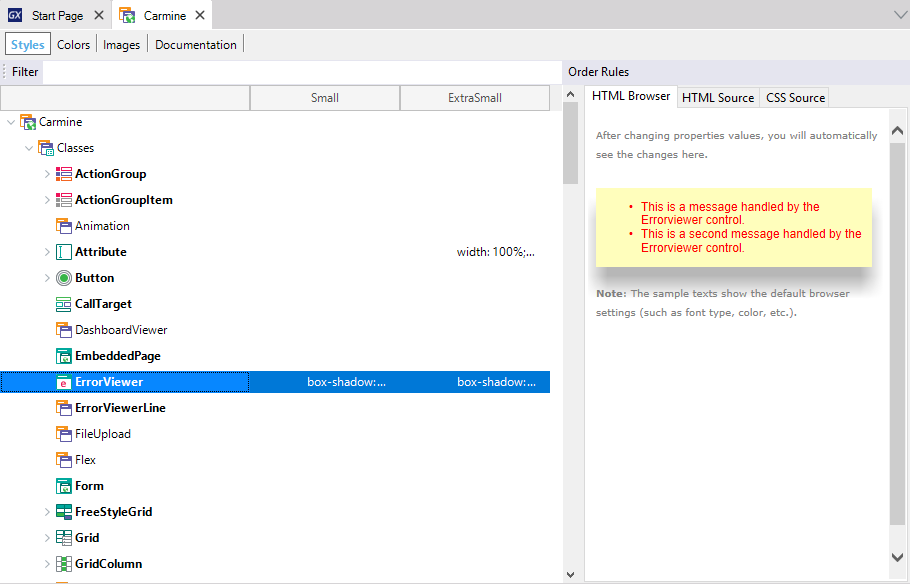 GX Start Page Carmine
Styles Colors Images Documentation
Filter Order Rules
Small ExtraSmall
HTML Browser HTML Source CSS Source
Carmine
Classes
ActionGroup
ActionGroupItem
Animation
Attribute width: 100%;...
Button
CallTarget
DashboardViewer
EmbeddedPage
ErrorViewer box-shadow:... box-shadow:...
ErrorViewerLine
FileUpload
Flex
Form
FreeStyleGrid
Grid
GridColumn
After changing properties values, you will automatically
see the changes here.
• This is a message handled by the
Errorviewer control.
• This is a second message handled by the
Errorviewer control.
Note: The sample texts show the default browser
settings (such as font type, color, etc.).